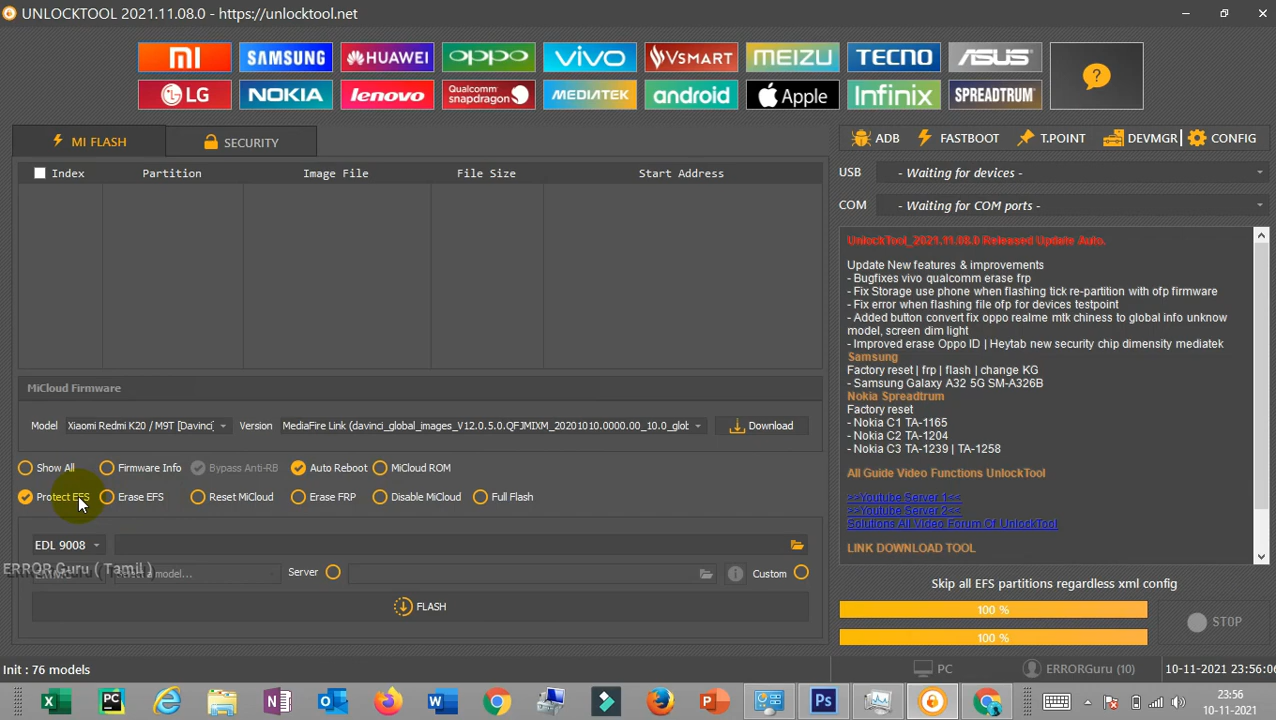 UNLOCKTOOL 2021.11.08.0 - https://unlocktool.net
MI SAMSUNG HUAWEI oppo vivo VSMART MEIZU TECNO ASUS ?
LG NOKIA lenovo Qualcomm snapdragon MEDIATEK android Apple Infinix SPREADTRUM
MI FLASH SECURITY
ADB FASTBOOT T.POINT DEVMGR CONFIG
Index Partition Image File File Size Start Address
USB - Waiting for devices -
COM - Waiting for COM ports -
UnlockTool_2021.11.08.0 Released Update Auto.
Update New features & improvements
- Bugfixes vivo qualcomm erase frp
- Fix Storage use phone when flashing tick re-partition with ofp firmware
- Fix error when flashing file ofp for devices testpoint
- Added button convert fix oppo realme mtk chiness to global info unknow
model, screen dim light
- Improved erase Oppo ID | Heytab new security chip dimensity mediatek
Samsung
Factory reset | frp | flash | change KG
- Samsung Galaxy A32 5G SM-A326B
Nokia Spreadtrum
Factory reset
- Nokia C1 TA-1165
- Nokia C2 TA-1204
- Nokia C3 TA-1239 | TA-1258
All Guide Video Functions UnlockTool
>>Youtube Server 1<<
>>Youtube Server 2<<
Solutions All Video Forum Of UnlockTool
LINK DOWNLOAD TOOL
MiCloud Firmware
Model Xiaomi Redmi K20 / M9T [Davinc Version MediaFire Link (davinci_global_images_V12.0.5.0.QFJMIXM_20201010.0000.00_10.0_glob Download
Show All Firmware Info Bypass Anti-RB Auto Reboot MiCloud ROM
Protect EFS Erase EFS Reset MiCloud Erase FRP Disable MiCloud Full Flash
EDL 9008
ERROR Guru ( Tamil )
a model... Server Custom
FLASH
Skip all EFS partitions regardless xml config
100 %
100 %
STOP
Init : 76 models
PC ERRORGuru (10) 10-11-2021 23:56:06
23:56
10-11-2021